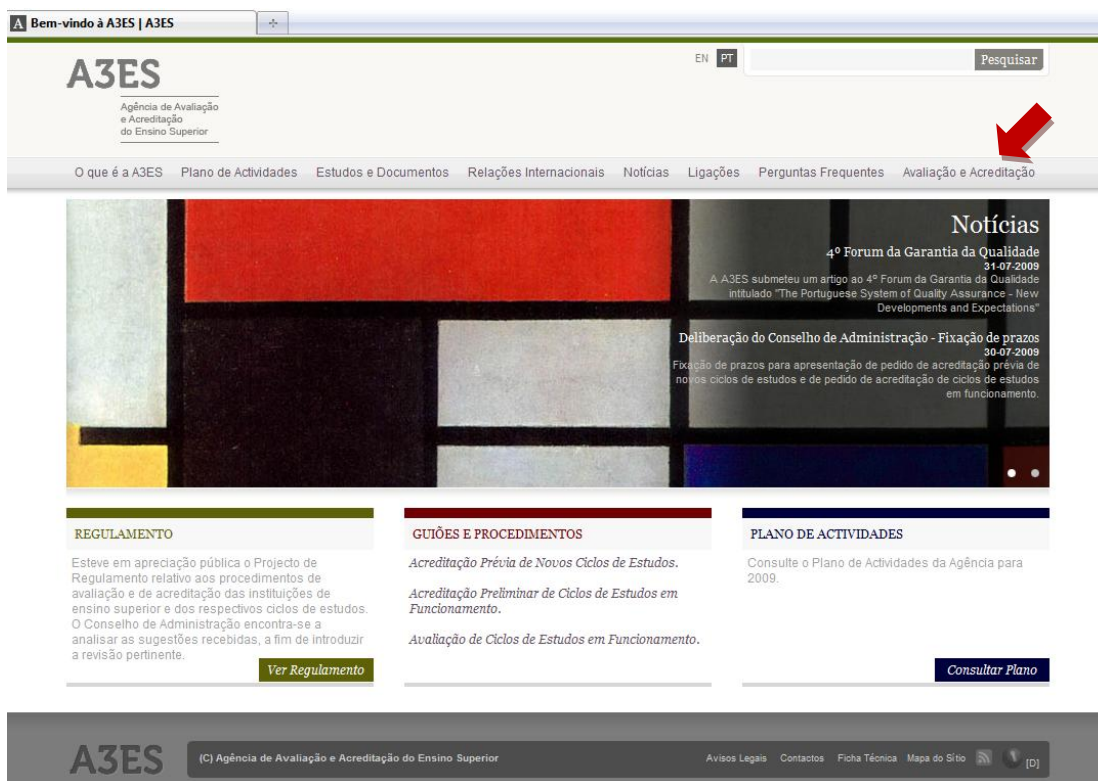 A Bem-vindo à A3ES | A3ES
EN PT
Pesquisar
A3ES
Agência de Avaliação
e Acreditação
do Ensino Superior
O que é a A3ES Plano de Actividades Estudos e Documentos Relações Internacionais Notícias Ligações Perguntas Frequentes Avaliação e Acreditação
Notícias
4º Forum da Garantia da Qualidade
31-07-2009
A A3ES submeteu um artigo ao 4º Forum da Garantia da Qualidade
intitulado "The Portuguese System of Quality Assurance - New
Developments and Expectations"
Deliberação do Conselho de Administração - Fixação de prazos
30-07-2009
Fixação de prazos para apresentação de pedido de acreditação prévia de
novos ciclos de estudos e de pedido de acreditação de ciclos de estudos
em funcionamento.
REGULAMENTO
Esteve em apreciação pública o Projecto de
Regulamento relativo aos procedimentos de
avaliação e de acreditação das instituições de
ensino superior e dos respectivos ciclos de estudos.
O Conselho de Administração encontra-se a
analisar as sugestões recebidas, a fim de introduzir
a revisão pertinente.
Ver Regulamento
GUIÕES E PROCEDIMENTOS
Acreditação Prévia de Novos Ciclos de Estudos.
Acreditação Preliminar de Ciclos de Estudos em
Funcionamento.
Avaliação de Ciclos de Estudos em Funcionamento.
PLANO DE ACTIVIDADES
Consulte o Plano de Actividades da Agência para
2009.
Consultar Plano
A3ES
(C) Agência de Avaliação e Acreditação do Ensino Superior
Avisos Legais Contactos Ficha Técnica Mapa do Sítio [D]